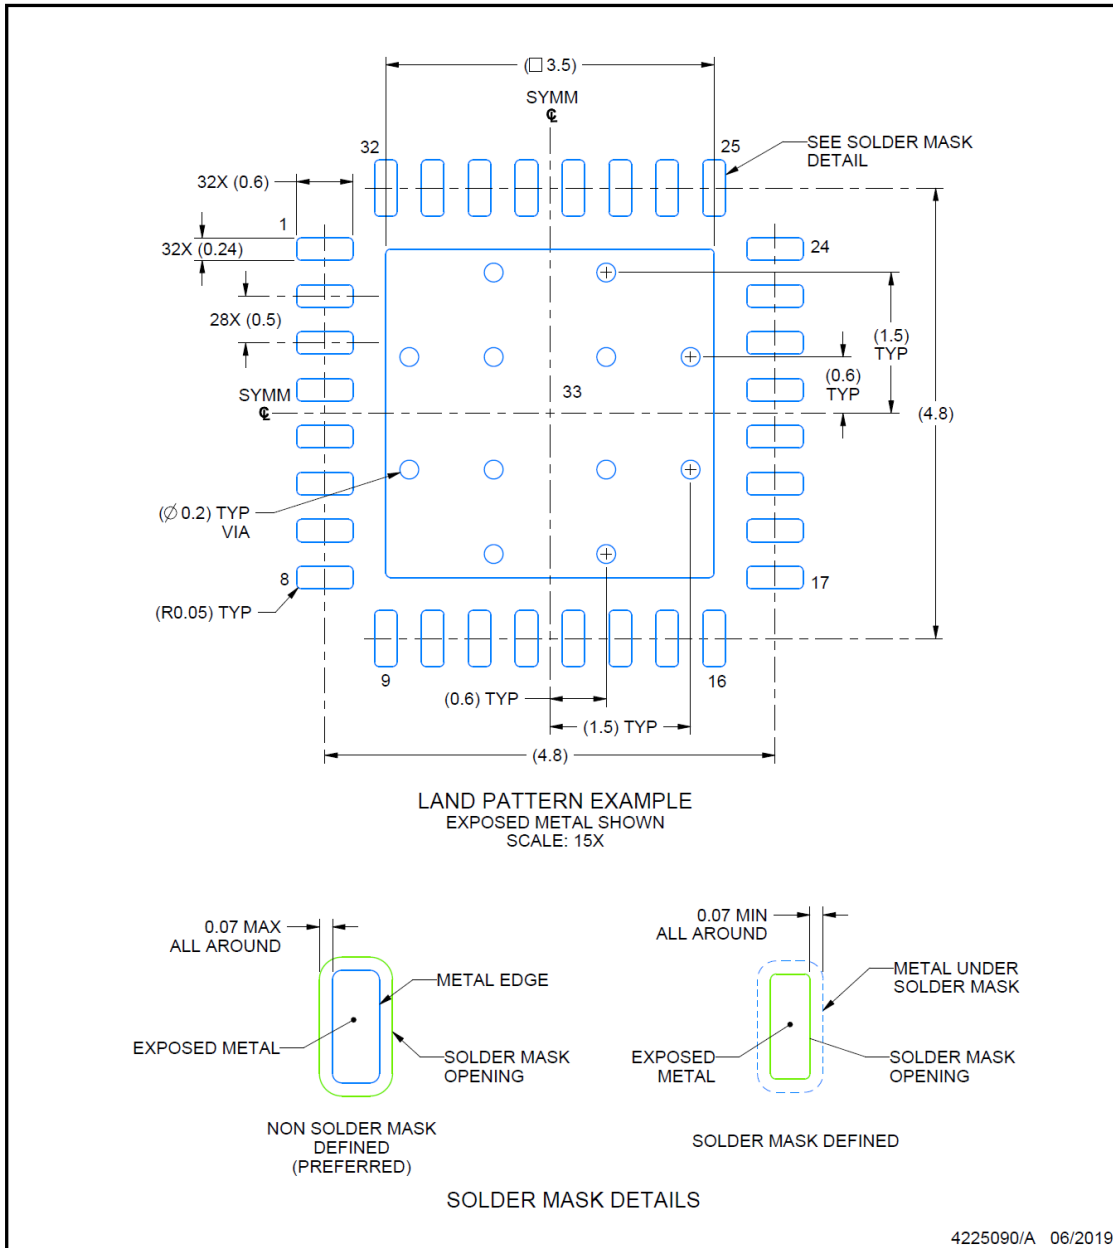 (□ 3.5)
SYMM
℄
32
25
SEE SOLDER MASK
DETAIL
32X (0.6)
1
32X (0.24)
24
28X (0.5)
(1.5)
TYP
(0.6)
TYP
SYMM
℄
33
(4.8)
(∅ 0.2) TYP
VIA
8
17
(R0.05) TYP
9
16
(0.6) TYP
(1.5) TYP
(4.8)
LAND PATTERN EXAMPLE
EXPOSED METAL SHOWN
SCALE: 15X
0.07 MAX
ALL AROUND
METAL EDGE
EXPOSED METAL
SOLDER MASK
OPENING
NON SOLDER MASK
DEFINED
(PREFERRED)
0.07 MIN
ALL AROUND
METAL UNDER
SOLDER MASK
EXPOSED
METAL
SOLDER MASK
OPENING
SOLDER MASK DEFINED
SOLDER MASK DETAILS
4225090/A 06/2019